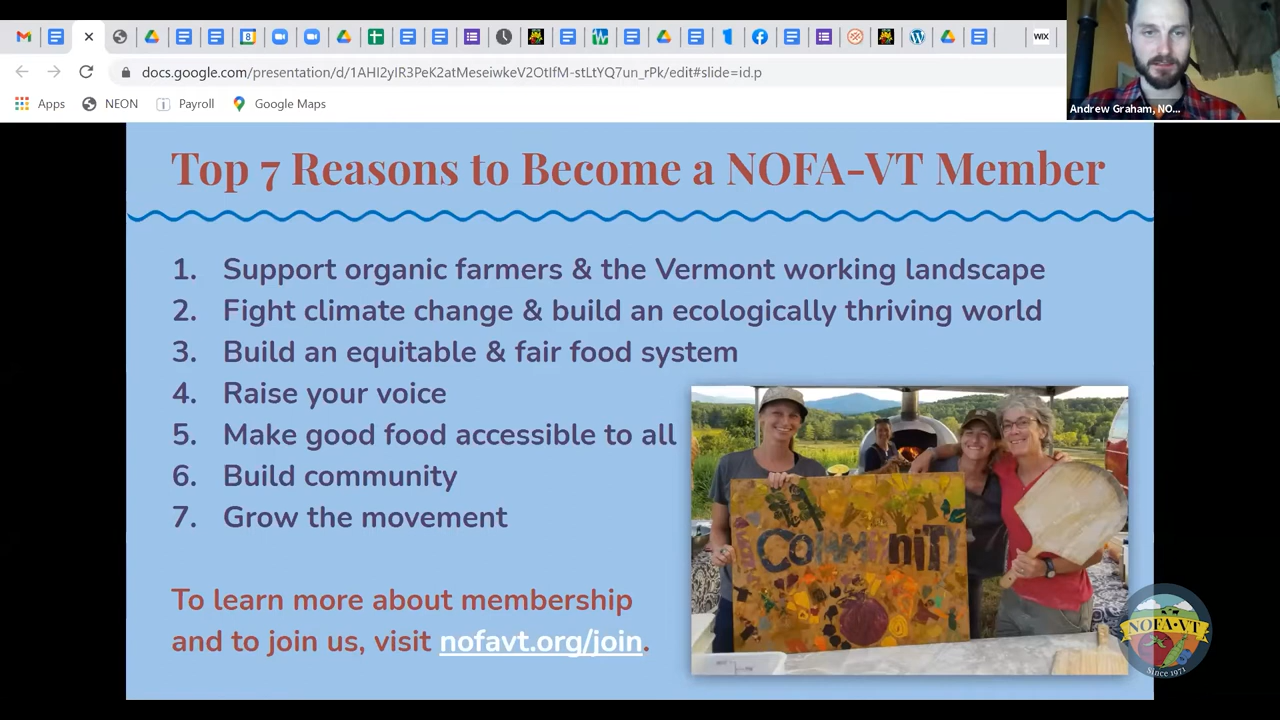 docs.google.com/presentation/d/1AHI2yIR3PeK2atMeseiwkeV2OtIfM-stLtYQ7un_rPk/edit#slide=id.p
Apps
NEON
Payroll
Google Maps
WIX
Andrew Graham, NO...
Top 7 Reasons to Become a NOFA-VT Member
1. Support organic farmers & the Vermont working landscape
2. Fight climate change & build an ecologically thriving world
3. Build an equitable & fair food system
4. Raise your voice
5. Make good food accessible to all
6. Build community
7. Grow the movement
COMMUNITY
To learn more about membership
and to join us, visit nofavt.org/join.
NOFA-VT
Since 1971